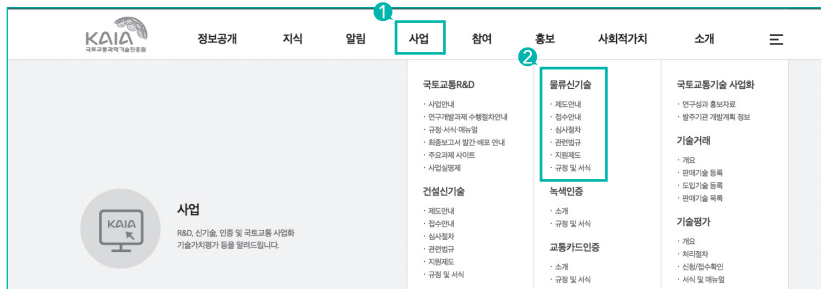 1
KAIA
국토교통과학기술진흥원
정보공개 지식 알림 사업 참여 홍보 사회적가치 소개
2
국토교통R&D
· 사업안내
· 연구개발과제 수행절차안내
· 규정·서식·매뉴얼
· 최종보고서 발간·배포 안내
· 주요과제 사이트
· 사업실명제
건설신기술
· 제도안내
· 접수안내
· 심사절차
· 관련법규
· 지원제도
· 규정 및 서식
물류신기술
· 제도안내
· 접수안내
· 심사절차
· 관련법규
· 지원제도
· 규정 및 서식
녹색인증
· 소개
· 규정 및 서식
교통카드인증
· 소개
· 규정 및 서식
국토교통기술 사업화
· 연구성과 홍보자료
· 발주기관 개발계획 정보
기술거래
· 개요
· 판매기술 등록
· 도입기술 등록
· 판매기술 목록
기술평가
· 개요
· 처리절차
· 신청/접수확인
· 서식 및 매뉴얼
KAIA
사업
R&D, 신기술, 인증 및 국토교통 사업화
기술가치평가 등을 알려드립니다.